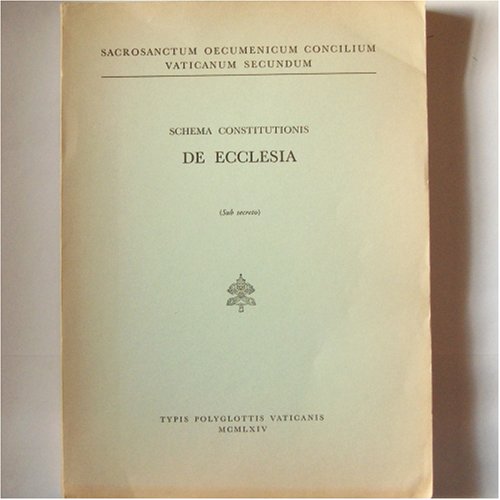 SACROSANCTUM OECUMENICUM CONCILIUM
VATICANUM SECUNDUM
SCHEMA CONSTITUTIONIS
DE ECCLESIA
(Sub secreto)
TYPIS POLYGLOTTIS VATICANIS
MCMLXIV